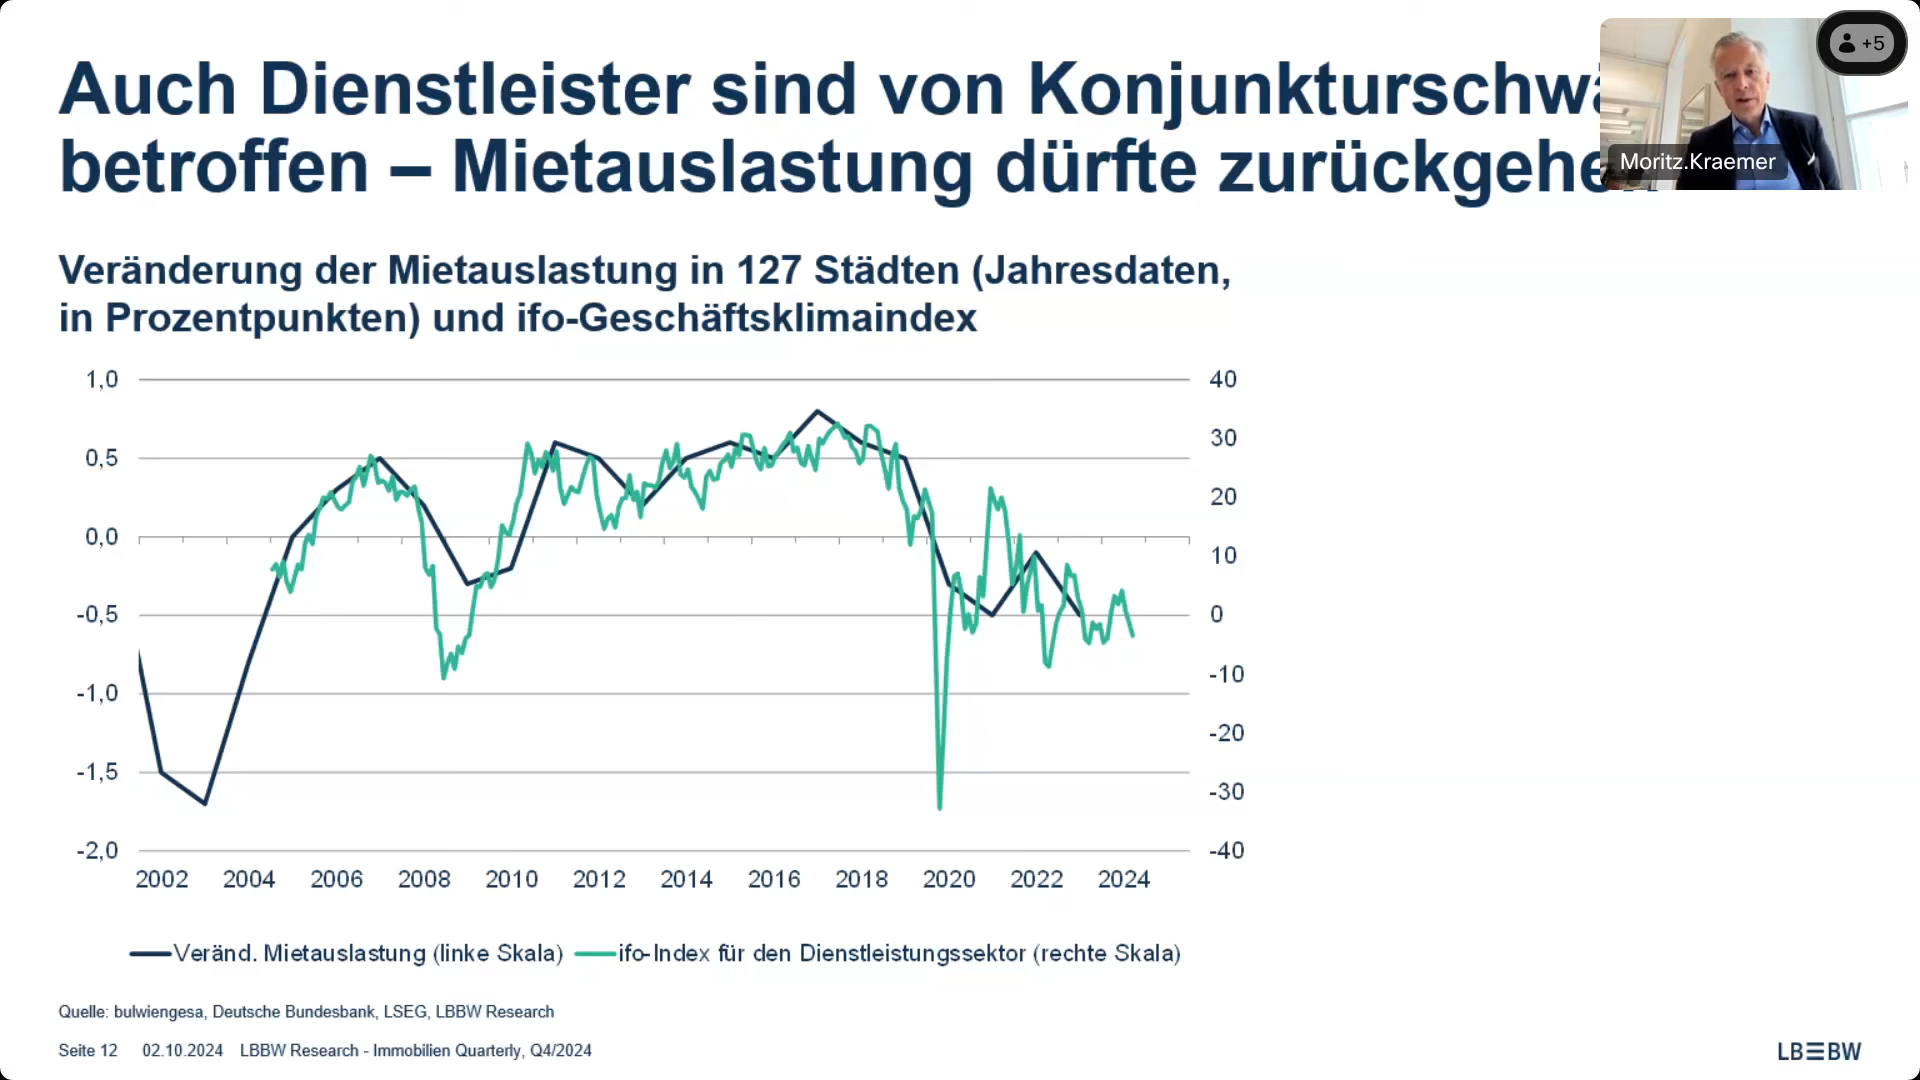 Auch Dienstleister sind von Konjunkturschwä
betroffen – Mietauslastung dürfte zurückgehe
+5
Moritz.Kraemer
Veränderung der Mietauslastung in 127 Städten (Jahresdaten,
in Prozentpunkten) und ifo-Geschäftsklimaindex
1,0
0,5
0,0
-0,5
-1,0
-1,5
-2,0
40
30
20
10
0
-10
-20
-30
-40
2002 2004 2006 2008 2010 2012 2014 2016 2018 2020 2022 2024
Veränd. Mietauslastung (linke Skala) ifo-Index für den Dienstleistungssektor (rechte Skala)
Quelle: bulwiengesa, Deutsche Bundesbank, LSEG, LBBW Research
Seite 12 02.10.2024 LBBW Research - Immobilien Quarterly, Q4/2024
LB≡BW